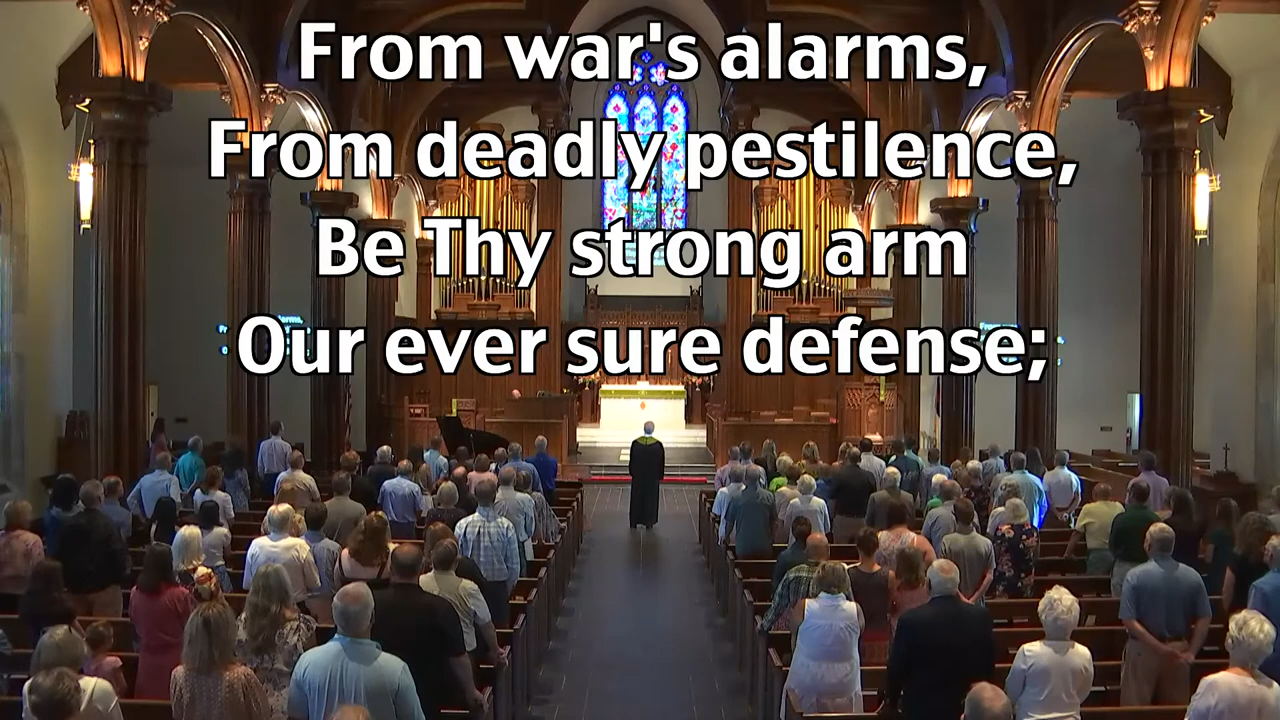 From war's alarms,
From deadly pestilence,
Be Thy strong arm
Our ever sure defense;